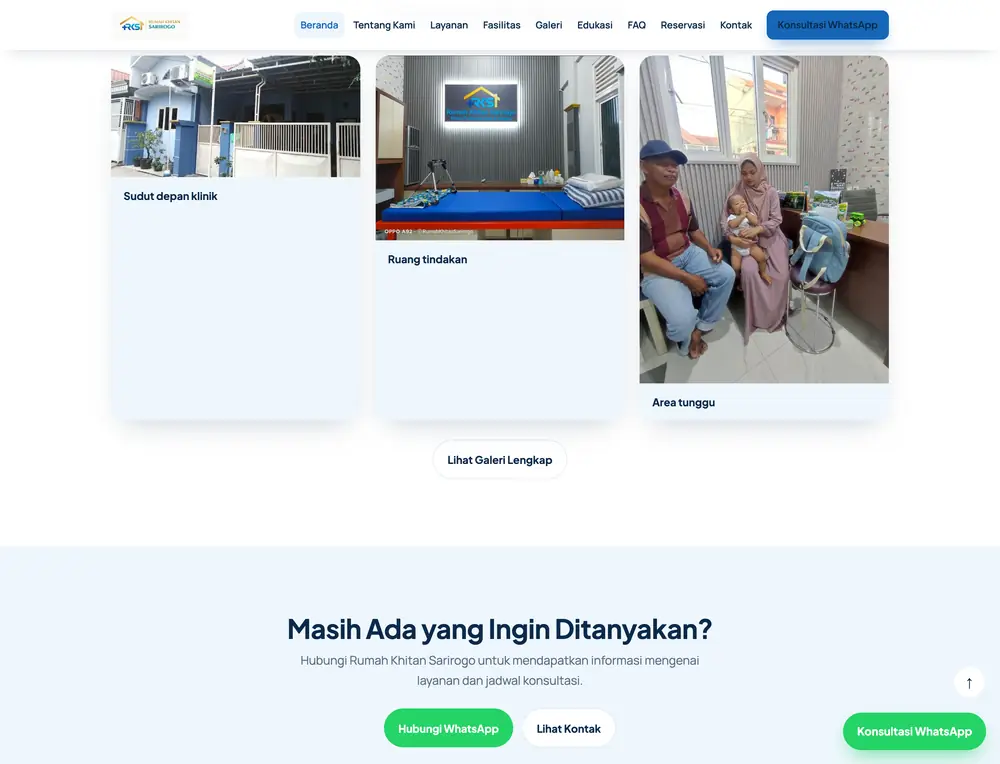 RKSI
RUMAH KHITAN
SARIROGO
Beranda
Tentang Kami
Layanan
Fasilitas
Galeri
Edukasi
FAQ
Reservasi
Kontak
Konsultasi WhatsApp
RKSI
OPPO A92
Sudut depan klinik
Ruang tindakan
Area tunggu
Lihat Galeri Lengkap
Masih Ada yang Ingin Ditanyakan?
Hubungi Rumah Khitan Sarirogo untuk mendapatkan informasi mengenai
layanan dan jadwal konsultasi.
↑
Hubungi WhatsApp
Lihat Kontak
Konsultasi WhatsApp